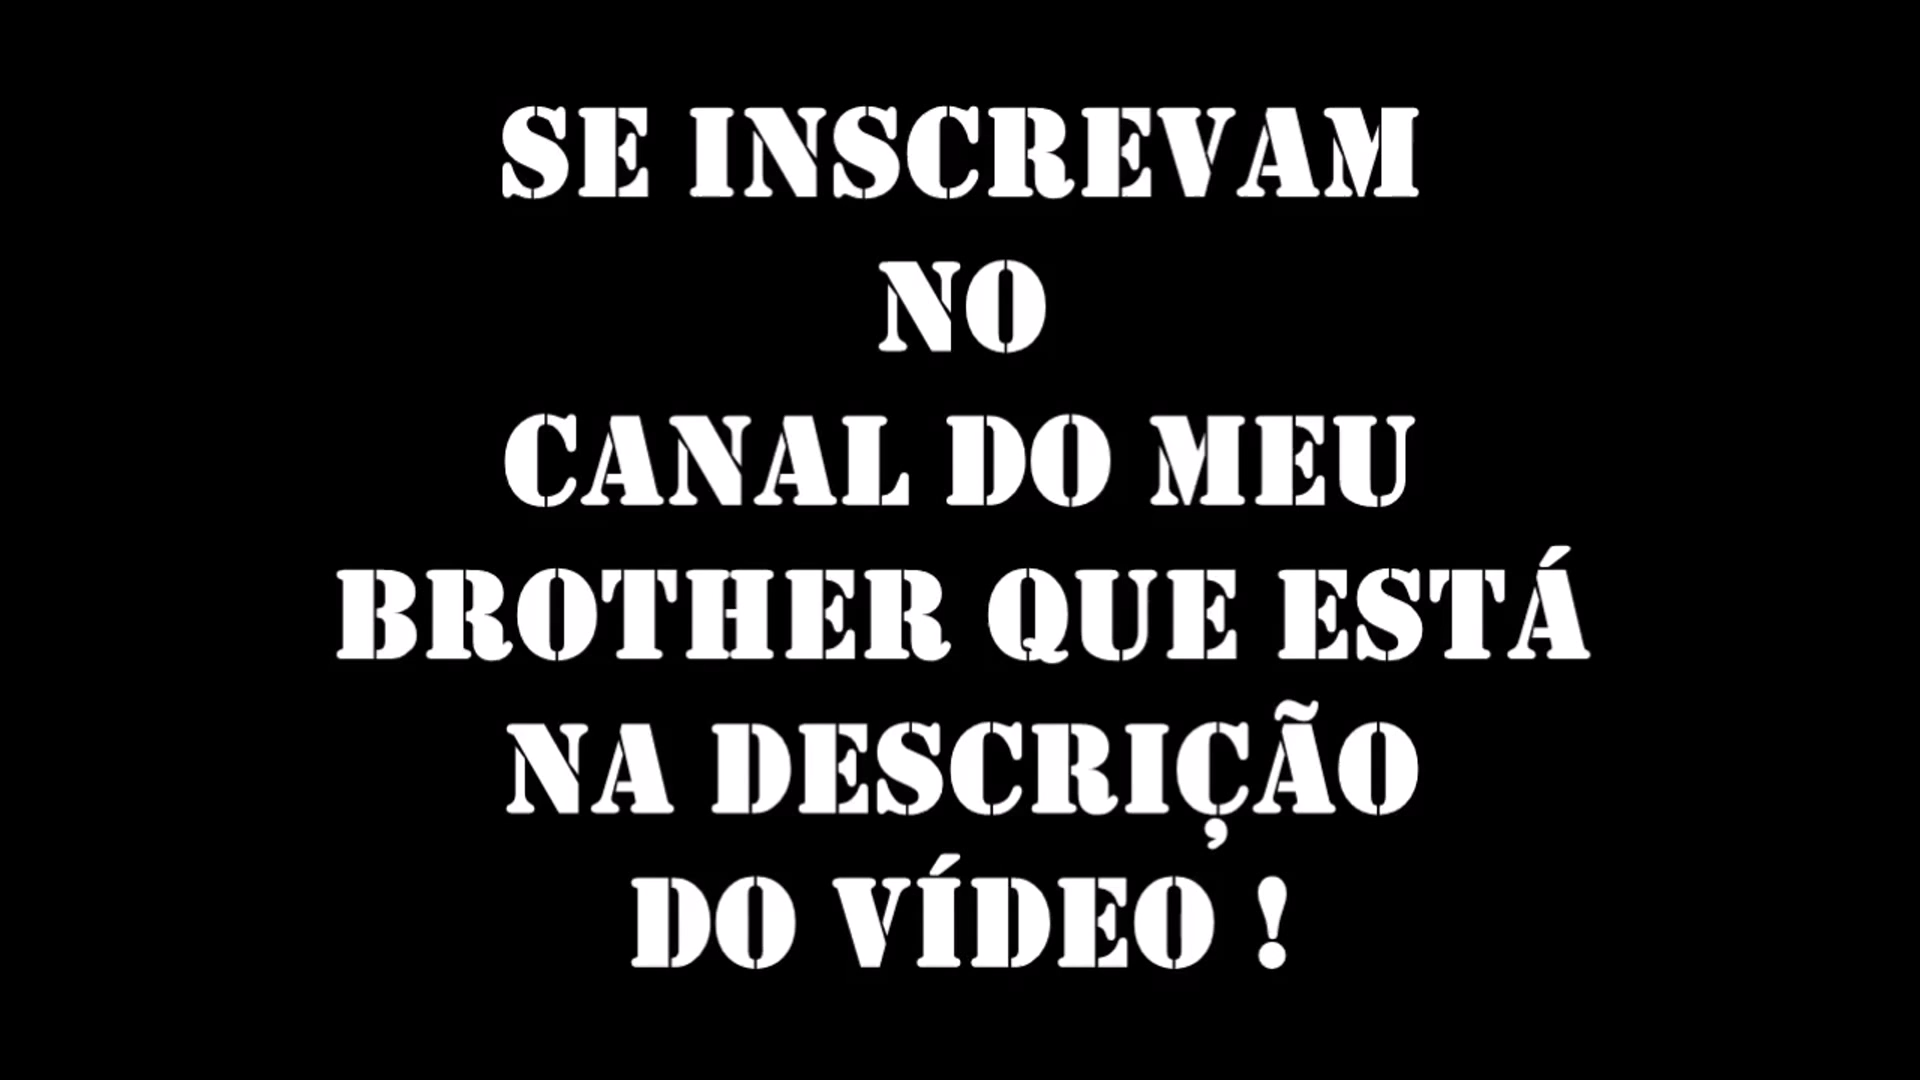 SE INSCREVAM
NO
CANAL DO MEU
BROTHER QUE ESTÁ
NA DESCRIÇÃO
DO VÍDEO !